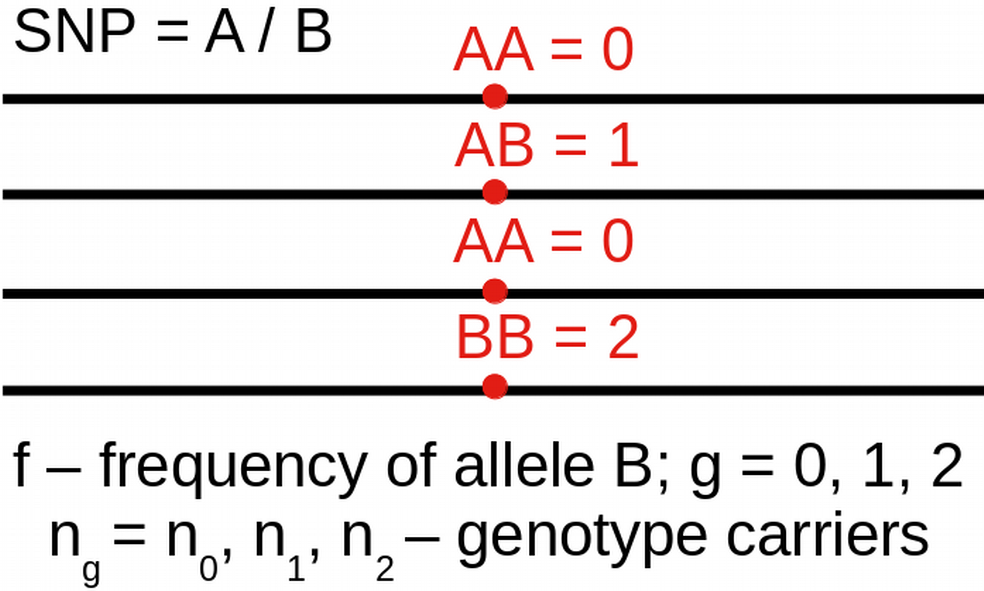 SNP = A / B
AA = 0
AB = 1
AA = 0
BB = 2
f – frequency of allele B; g = 0, 1, 2
ng = n0, n1, n2 – genotype carriers